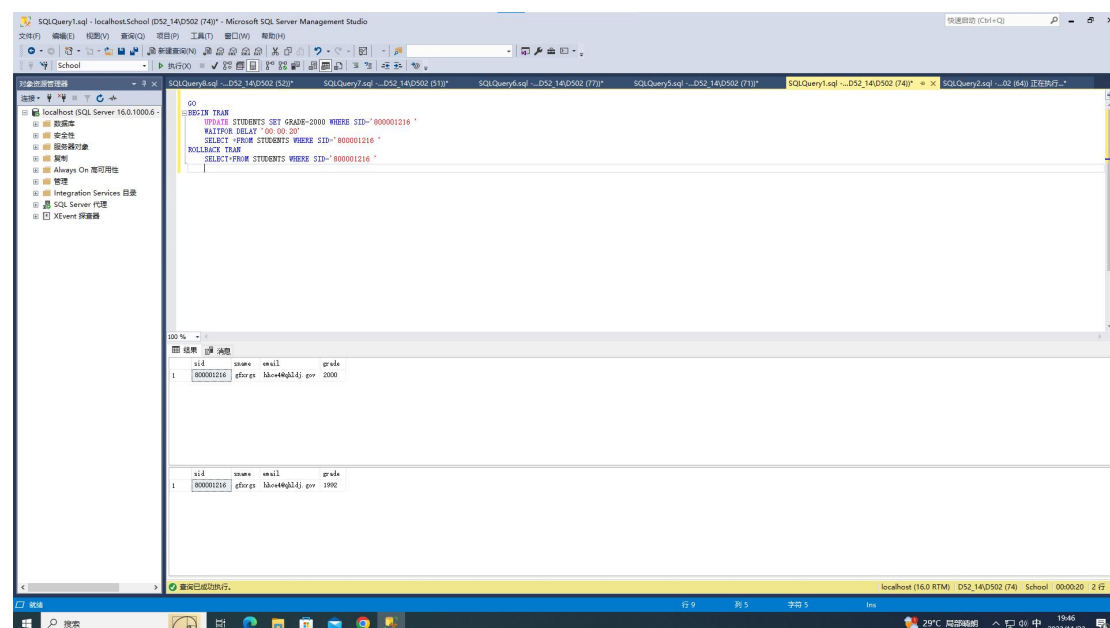 SQLQuery1.sql - localhost.School (D52_14\D502 (74))* - Microsoft SQL Server Management Studio
快速启动 (Ctrl+Q)
文件(F) 编辑(E) 视图(V) 查询(Q) 项目(P) 工具(T) 窗口(W) 帮助(H)
新建查询(N)
School 执行(X)
对象资源管理器
SQLQuery8.sql -...D52_14\D502 (52))* SQLQuery7.sql -...D52_14\D502 (51))* SQLQuery6.sql -...D52_14\D502 (77))* SQLQuery5.sql -...D52_14\D502 (71))* SQLQuery1.sql -...D52_14\D502 (74))* SQLQuery2.sql -...02 (64)) 正在执行...*
连接
localhost (SQL Server 16.0.1000.6 -
数据库
安全性
服务器对象
复制
Always On 高可用性
管理
Integration Services 目录
SQL Server 代理
XEvent 探查器
GO
BEGIN TRAN
UPDATE STUDENTS SET GRADE=2000 WHERE SID='800001216 '
WAITFOR DELAY '00:00:20'
SELECT *FROM STUDENTS WHERE SID='800001216 '
ROLLBACK TRAN
SELECT*FROM STUDENTS WHERE SID='800001216 '
100 %
结果 消息
sid sname email grade
1 800001216 2000
sid sname email grade
1 800001216 1992
查询已成功执行。
localhost (16.0 RTM) D52_14\D502 (74) School 00:00:20 2 行
就绪
行 9 列 5 字符 5 Ins
搜索
29°C 局部晴朗 中 19:46